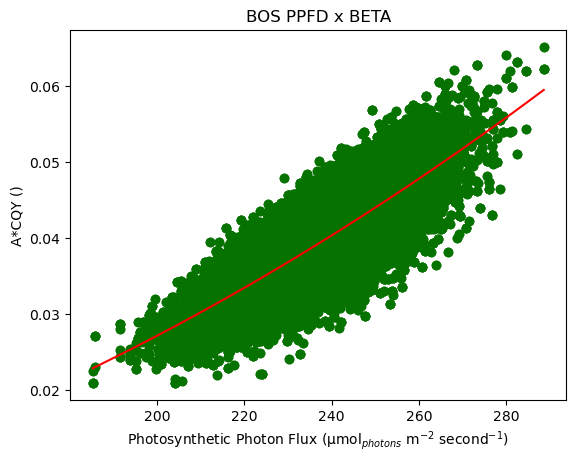 BOS PPFD x BETA
A*CQY ()
0.06
0.05
0.04
0.03
0.02
200 220 240 260 280
Photosynthetic Photon Flux (μmol$_{photons}$ m$^{-2}$ second$^{-1}$)